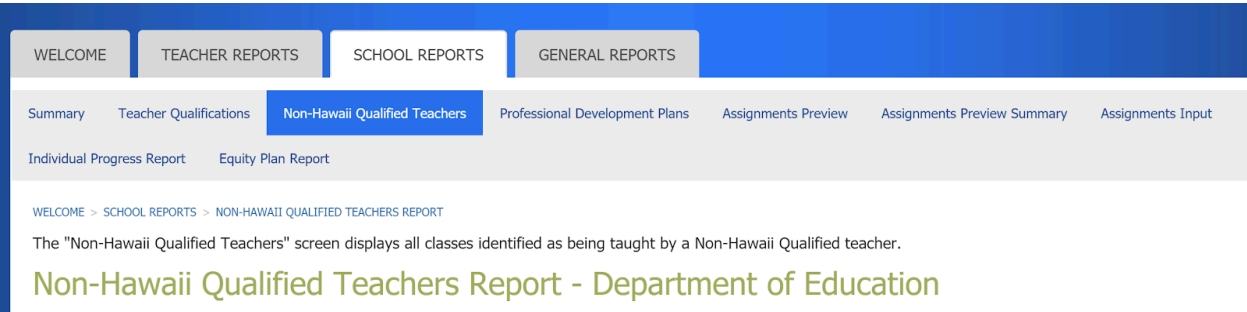 WELCOME TEACHER REPORTS SCHOOL REPORTS GENERAL REPORTS
Summary Teacher Qualifications Non-Hawaii Qualified Teachers Professional Development Plans Assignments Preview Assignments Preview Summary Assignments Input
Individual Progress Report Equity Plan Report
WELCOME > SCHOOL REPORTS > NON-HAWAII QUALIFIED TEACHERS REPORT
The "Non-Hawaii Qualified Teachers" screen displays all classes identified as being taught by a Non-Hawaii Qualified teacher.
Non-Hawaii Qualified Teachers Report - Department of Education